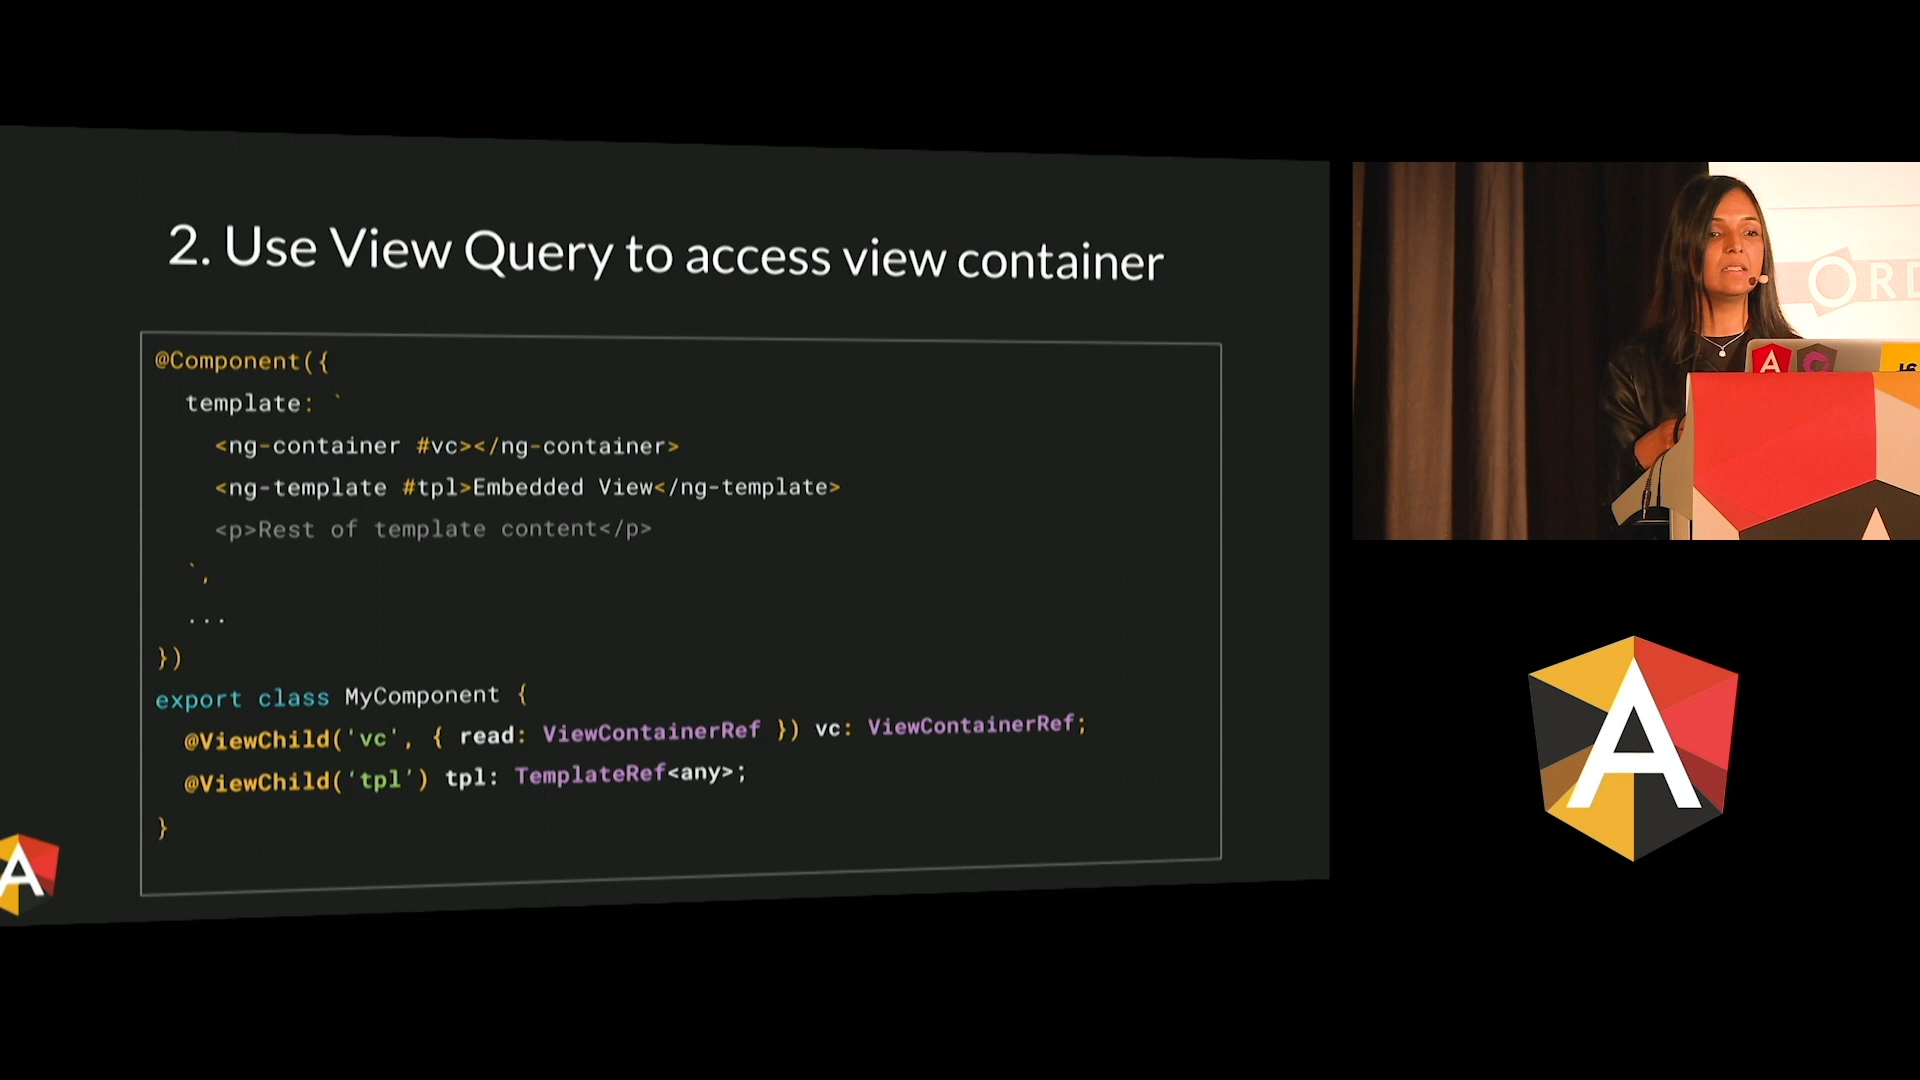 2. Use View Query to access view container
@Component({
template: `
<ng-container #vc></ng-container>
<ng-template #tpl>Embedded View</ng-template>
<p>Rest of template content</p>
`,
...
})
export class MyComponent {
@ViewChild('vc', { read: ViewContainerRef }) vc: ViewContainerRef;
@ViewChild('tpl') tpl: TemplateRef<any>;
}
A
ORD
A
A